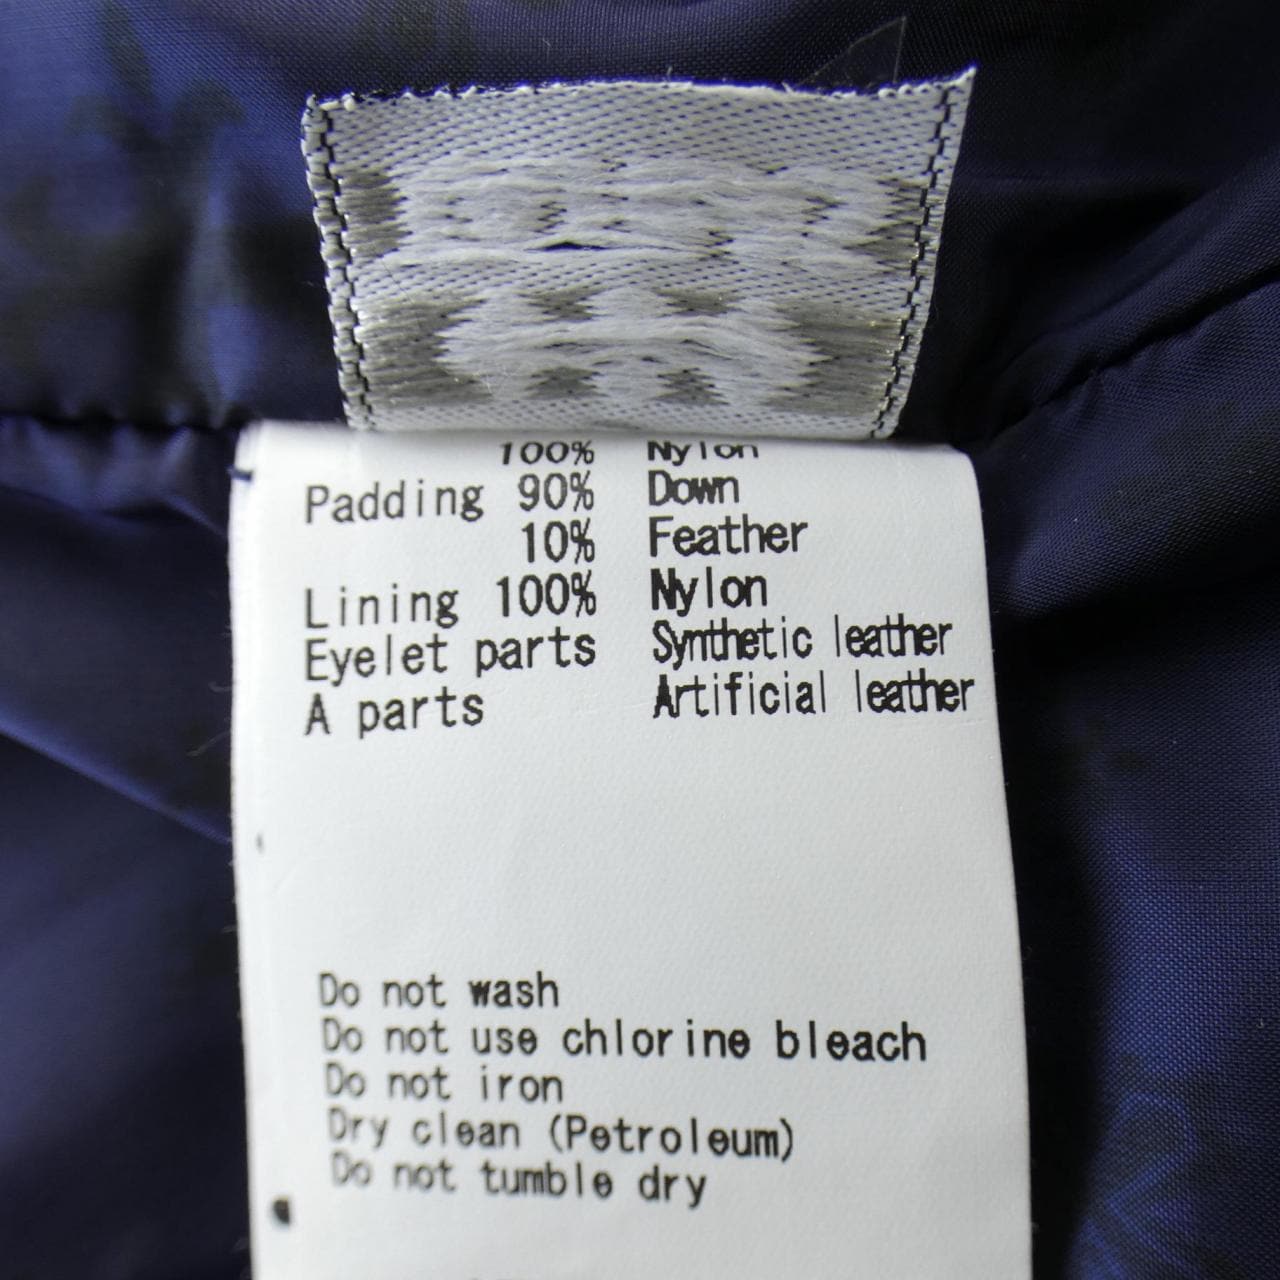 100% Nylon
Padding 90% Down
10% Feather
Lining 100% Nylon
Eyelet parts Synthetic leather
A parts Artificial leather
Do not wash
Do not use chlorine bleach
Do not iron
Dry clean (Petroleum)
Do not tumble dry